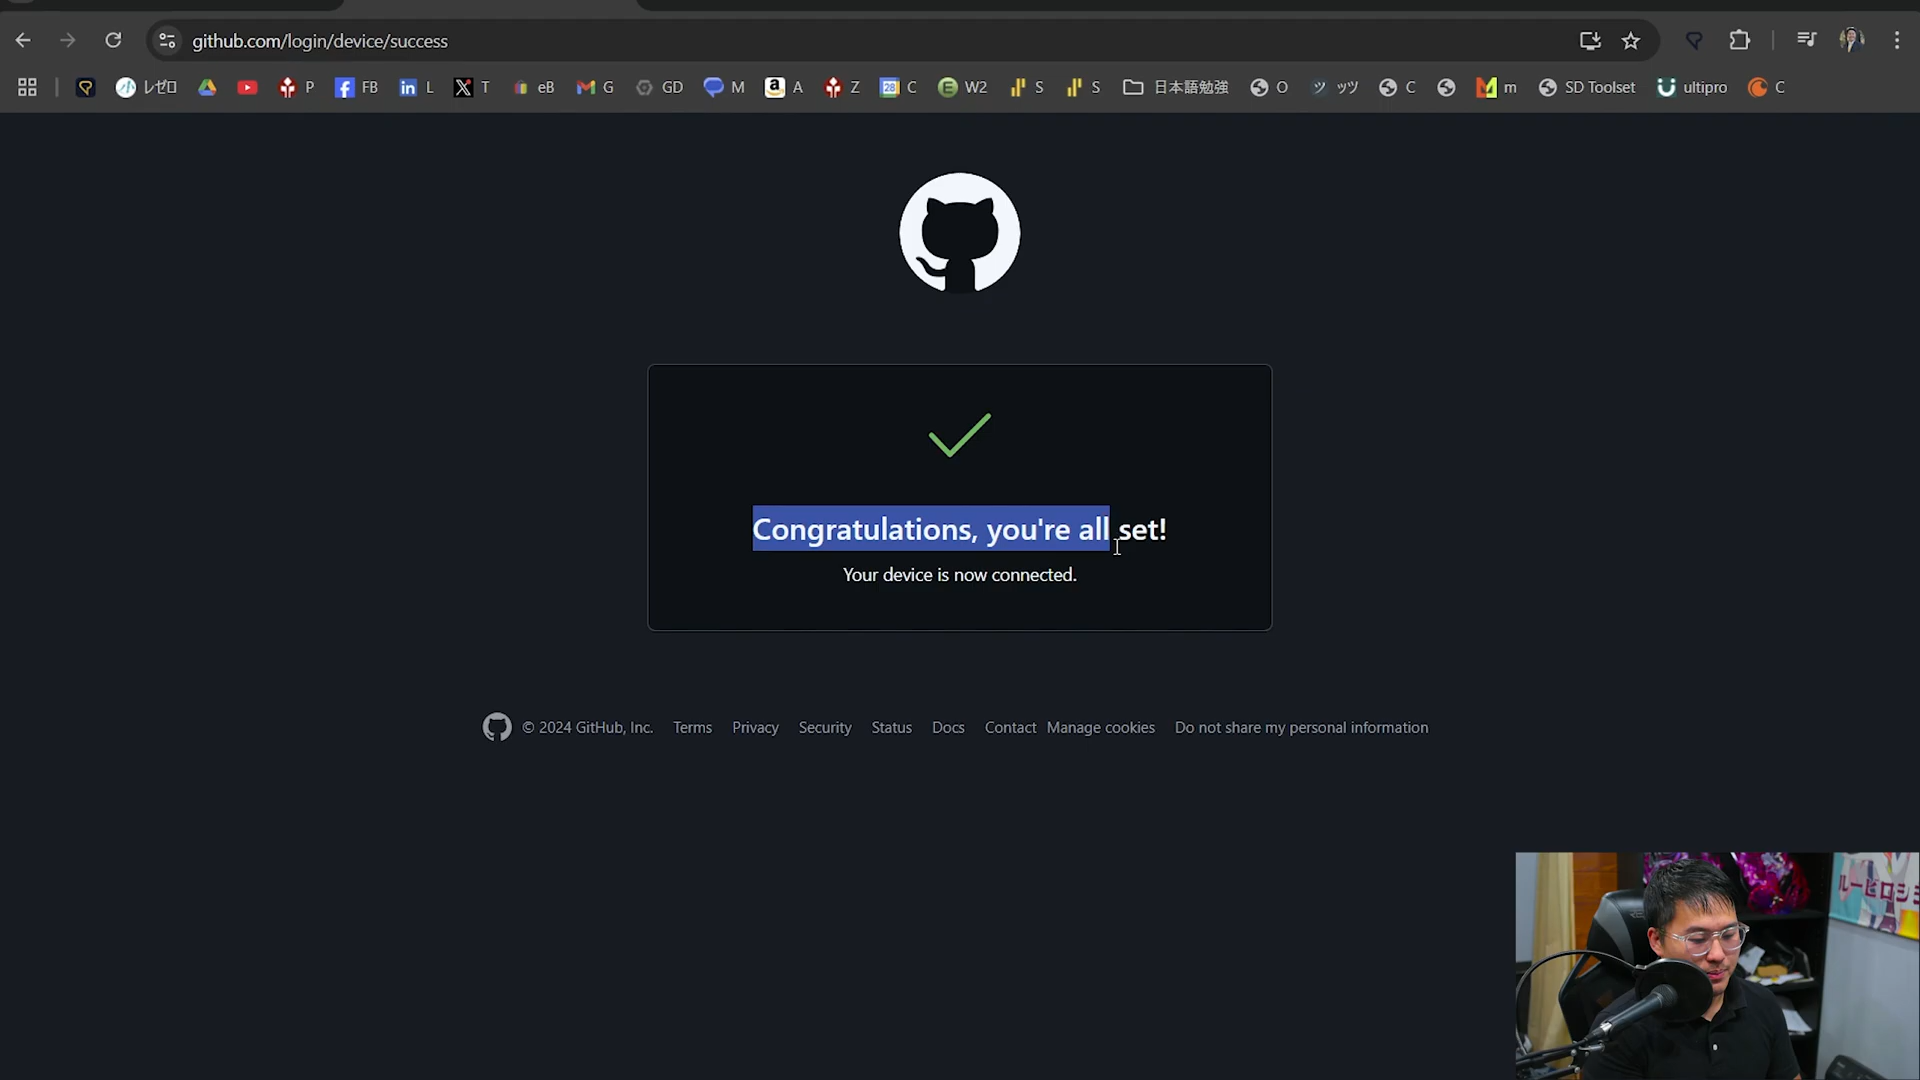 github.com/login/device/success
レゼロ P FB L T eB G GD M A Z 28 C W2 S S 日本語勉強 O ッツ C m SD Toolset ultipro C
Congratulations, you're all set!
Your device is now connected.
© 2024 GitHub, Inc. Terms Privacy Security Status Docs Contact Manage cookies Do not share my personal information